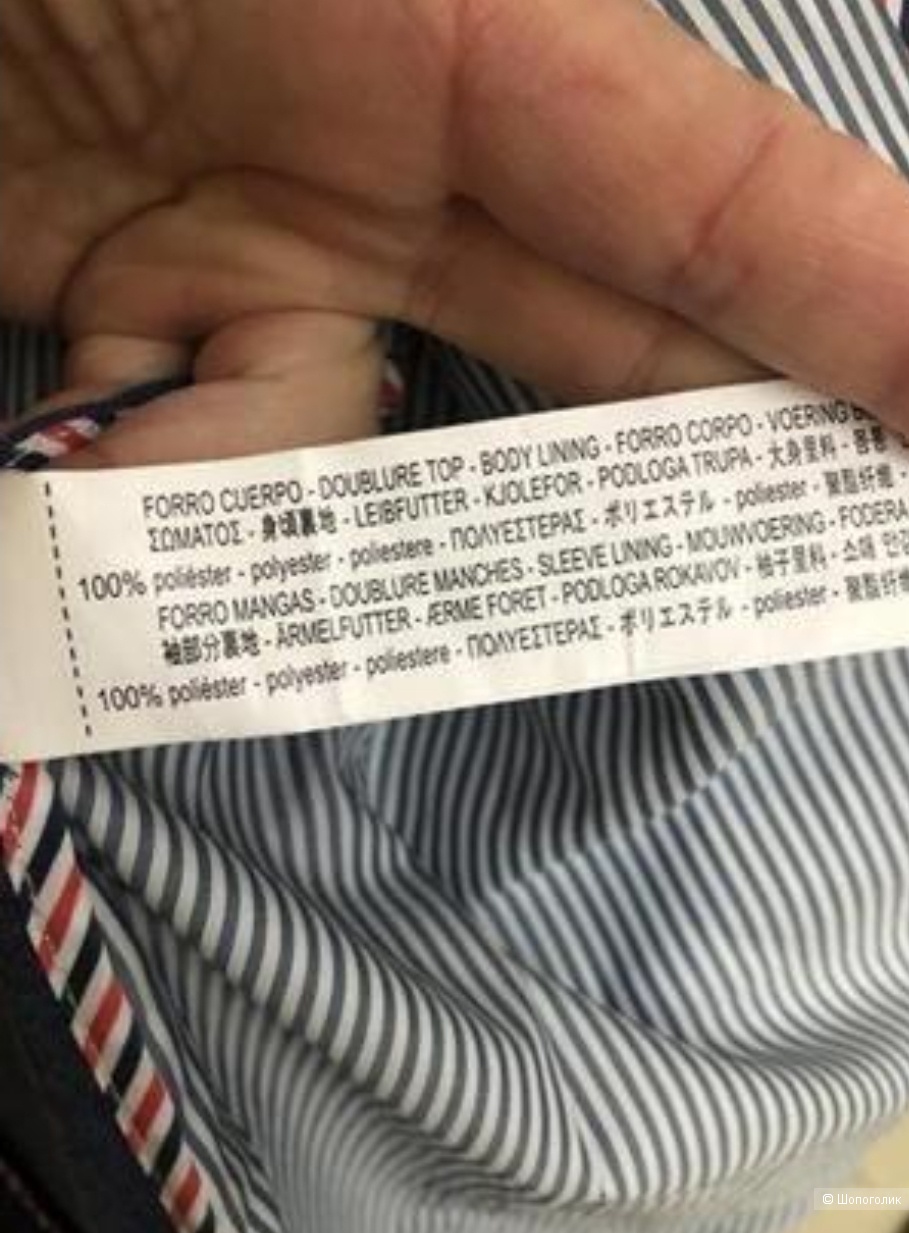 FORRO CUERPO - DOUBLURE TOP - BODY LINING - FORRO CORPO - VOERING
ΣΩΜΑΤΟΣ - 身頃裏地 - LEIBFUTTER - KJOLEFOR - PODLOGA TRUPA - 大身里料 -
100% poliéster - polyester - poliestere - ΠΟΛΥΕΣΤΕΡΑΣ - ポリエステル - poliester - 聚酯纤维 -
FORRO MANGAS - DOUBLURE MANCHES - SLEEVE LINING - MOUWVOERING - FODERA
袖部分裏地 - ÄRMELFUTTER - ÆRME FORET - PODLOGA ROKAVOV - 袖子里料 - 소매 안감
100% poliéster - polyester - poliestere - ΠΟΛΥΕΣΤΕΡΑΣ - ポリエステル - poliester - 聚酯纤维
© Шопоголик